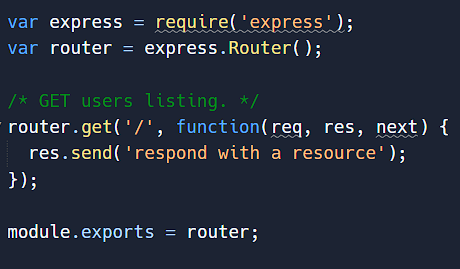 var express = require('express');
var router = express.Router();
/* GET users listing. */
router.get('/', function(req, res, next) {
res.send('respond with a resource');
});
module.exports = router;